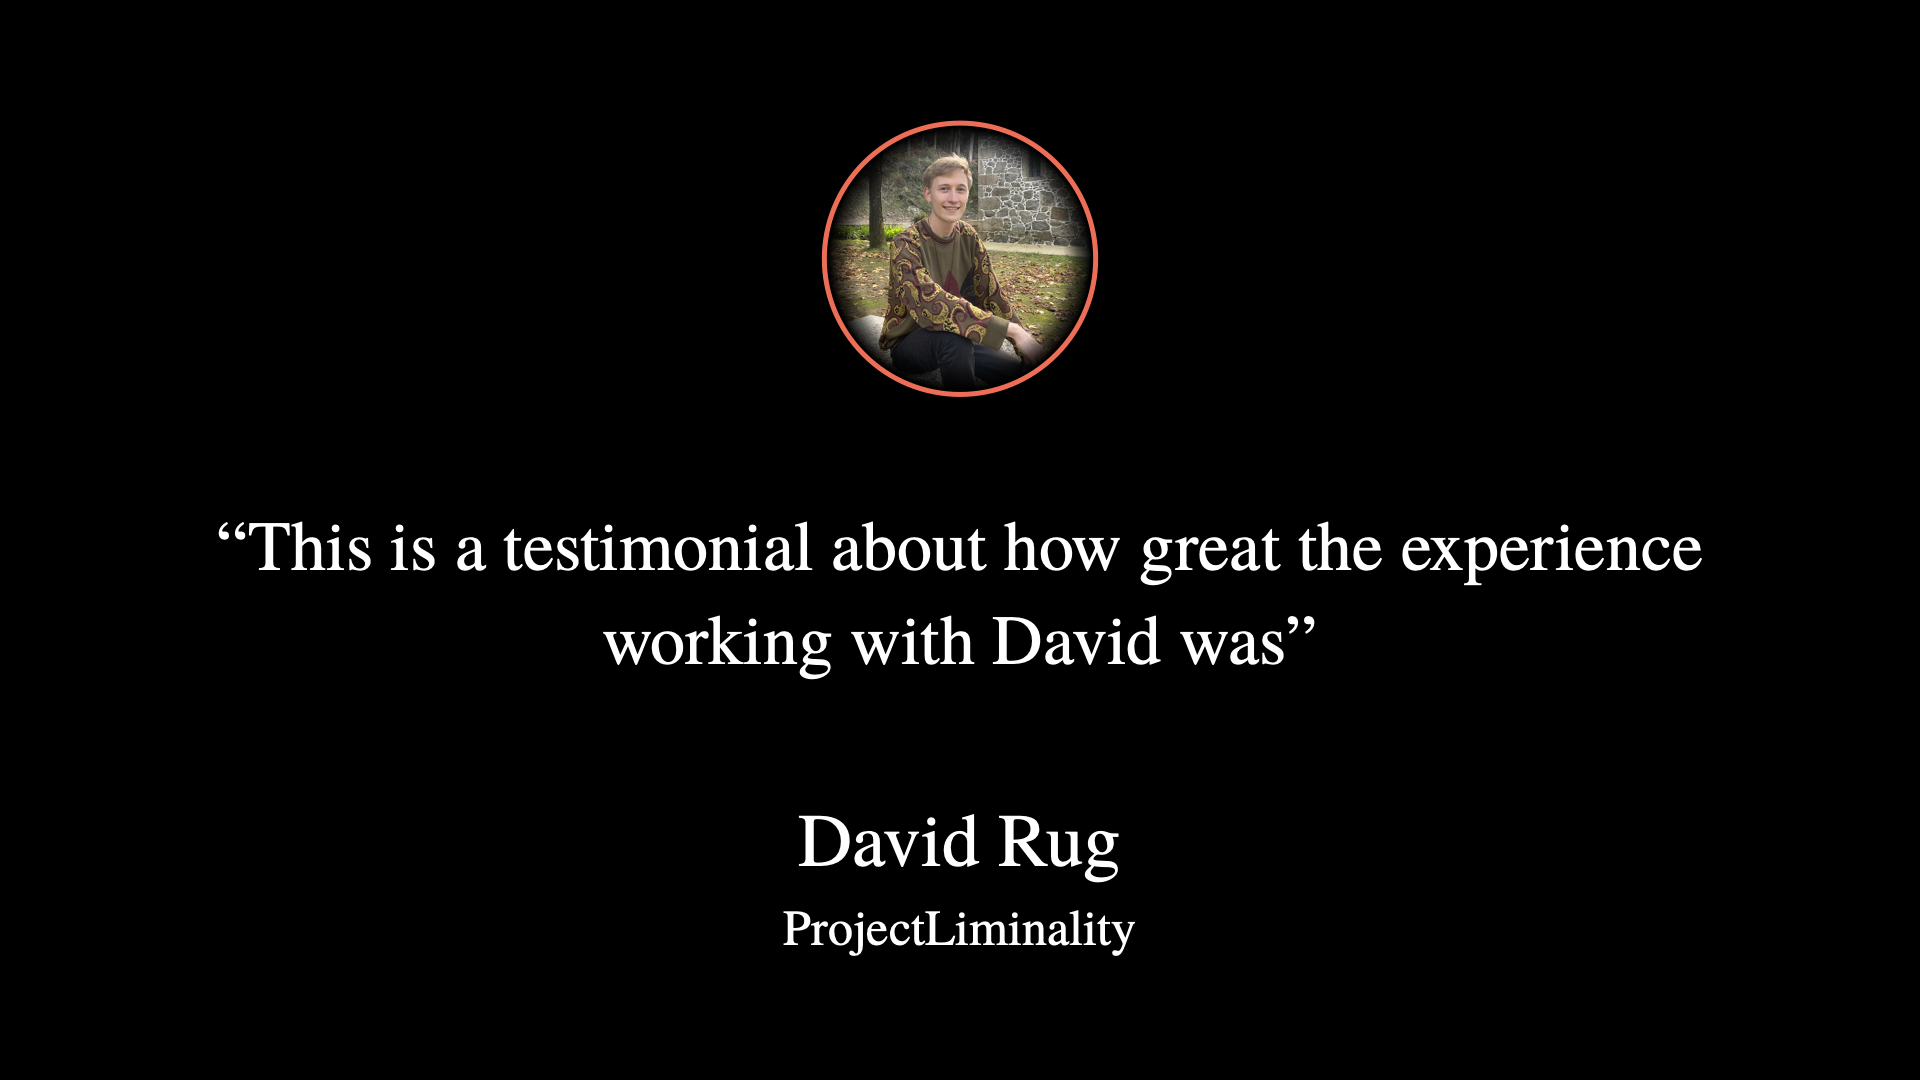 “This is a testimonial about how great the experience
working with David was”
David Rug
ProjectLiminality